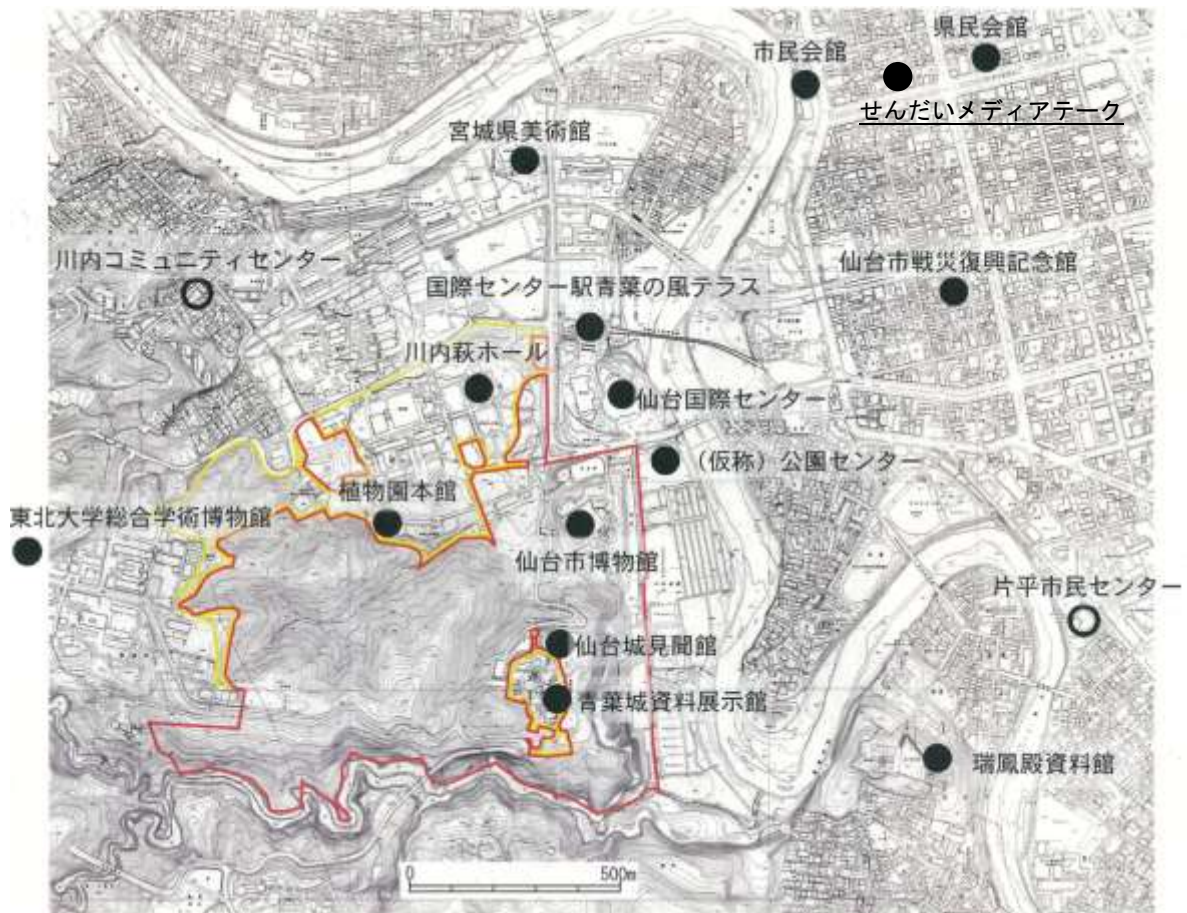 県民会館
市民会館
せんだいメディアテーク
宮城県美術館
川内コミュニティセンター
仙台市戦災復興記念館
国際センター駅青葉の風テラス
川内萩ホール
仙台国際センター
（仮称）公園センター
植物園本館
東北大学総合学術博物館
仙台市博物館
片平市民センター
仙台城見聞館
青葉城資料展示館
瑞鳳殿資料館
0 500m